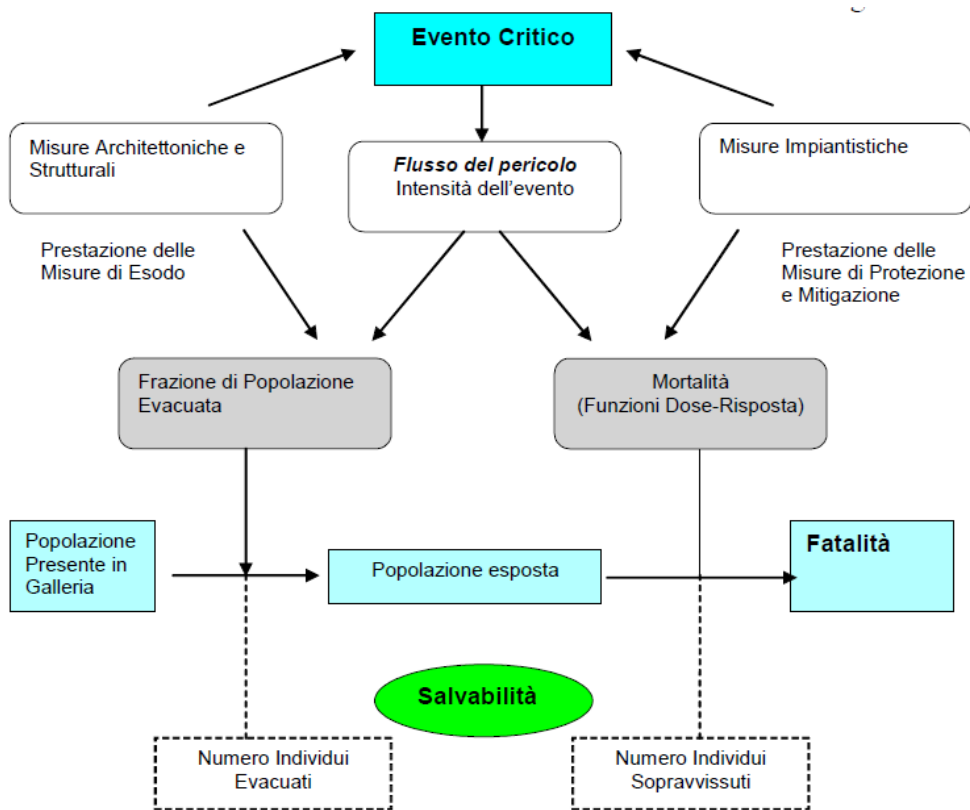 Evento Critico
Misure Architettoniche e
Strutturali
Flusso del pericolo
Intensità dell'evento
Misure Impiantistiche
Prestazione delle
Misure di Esodo
Prestazione delle
Misure di Protezione
e Mitigazione
Frazione di Popolazione
Evacuata
Mortalità
(Funzioni Dose-Risposta)
Popolazione
Presente in
Galleria
Popolazione esposta
Fatalità
Salvabilità
Numero Individui
Evacuati
Numero Individui
Sopravvissuti